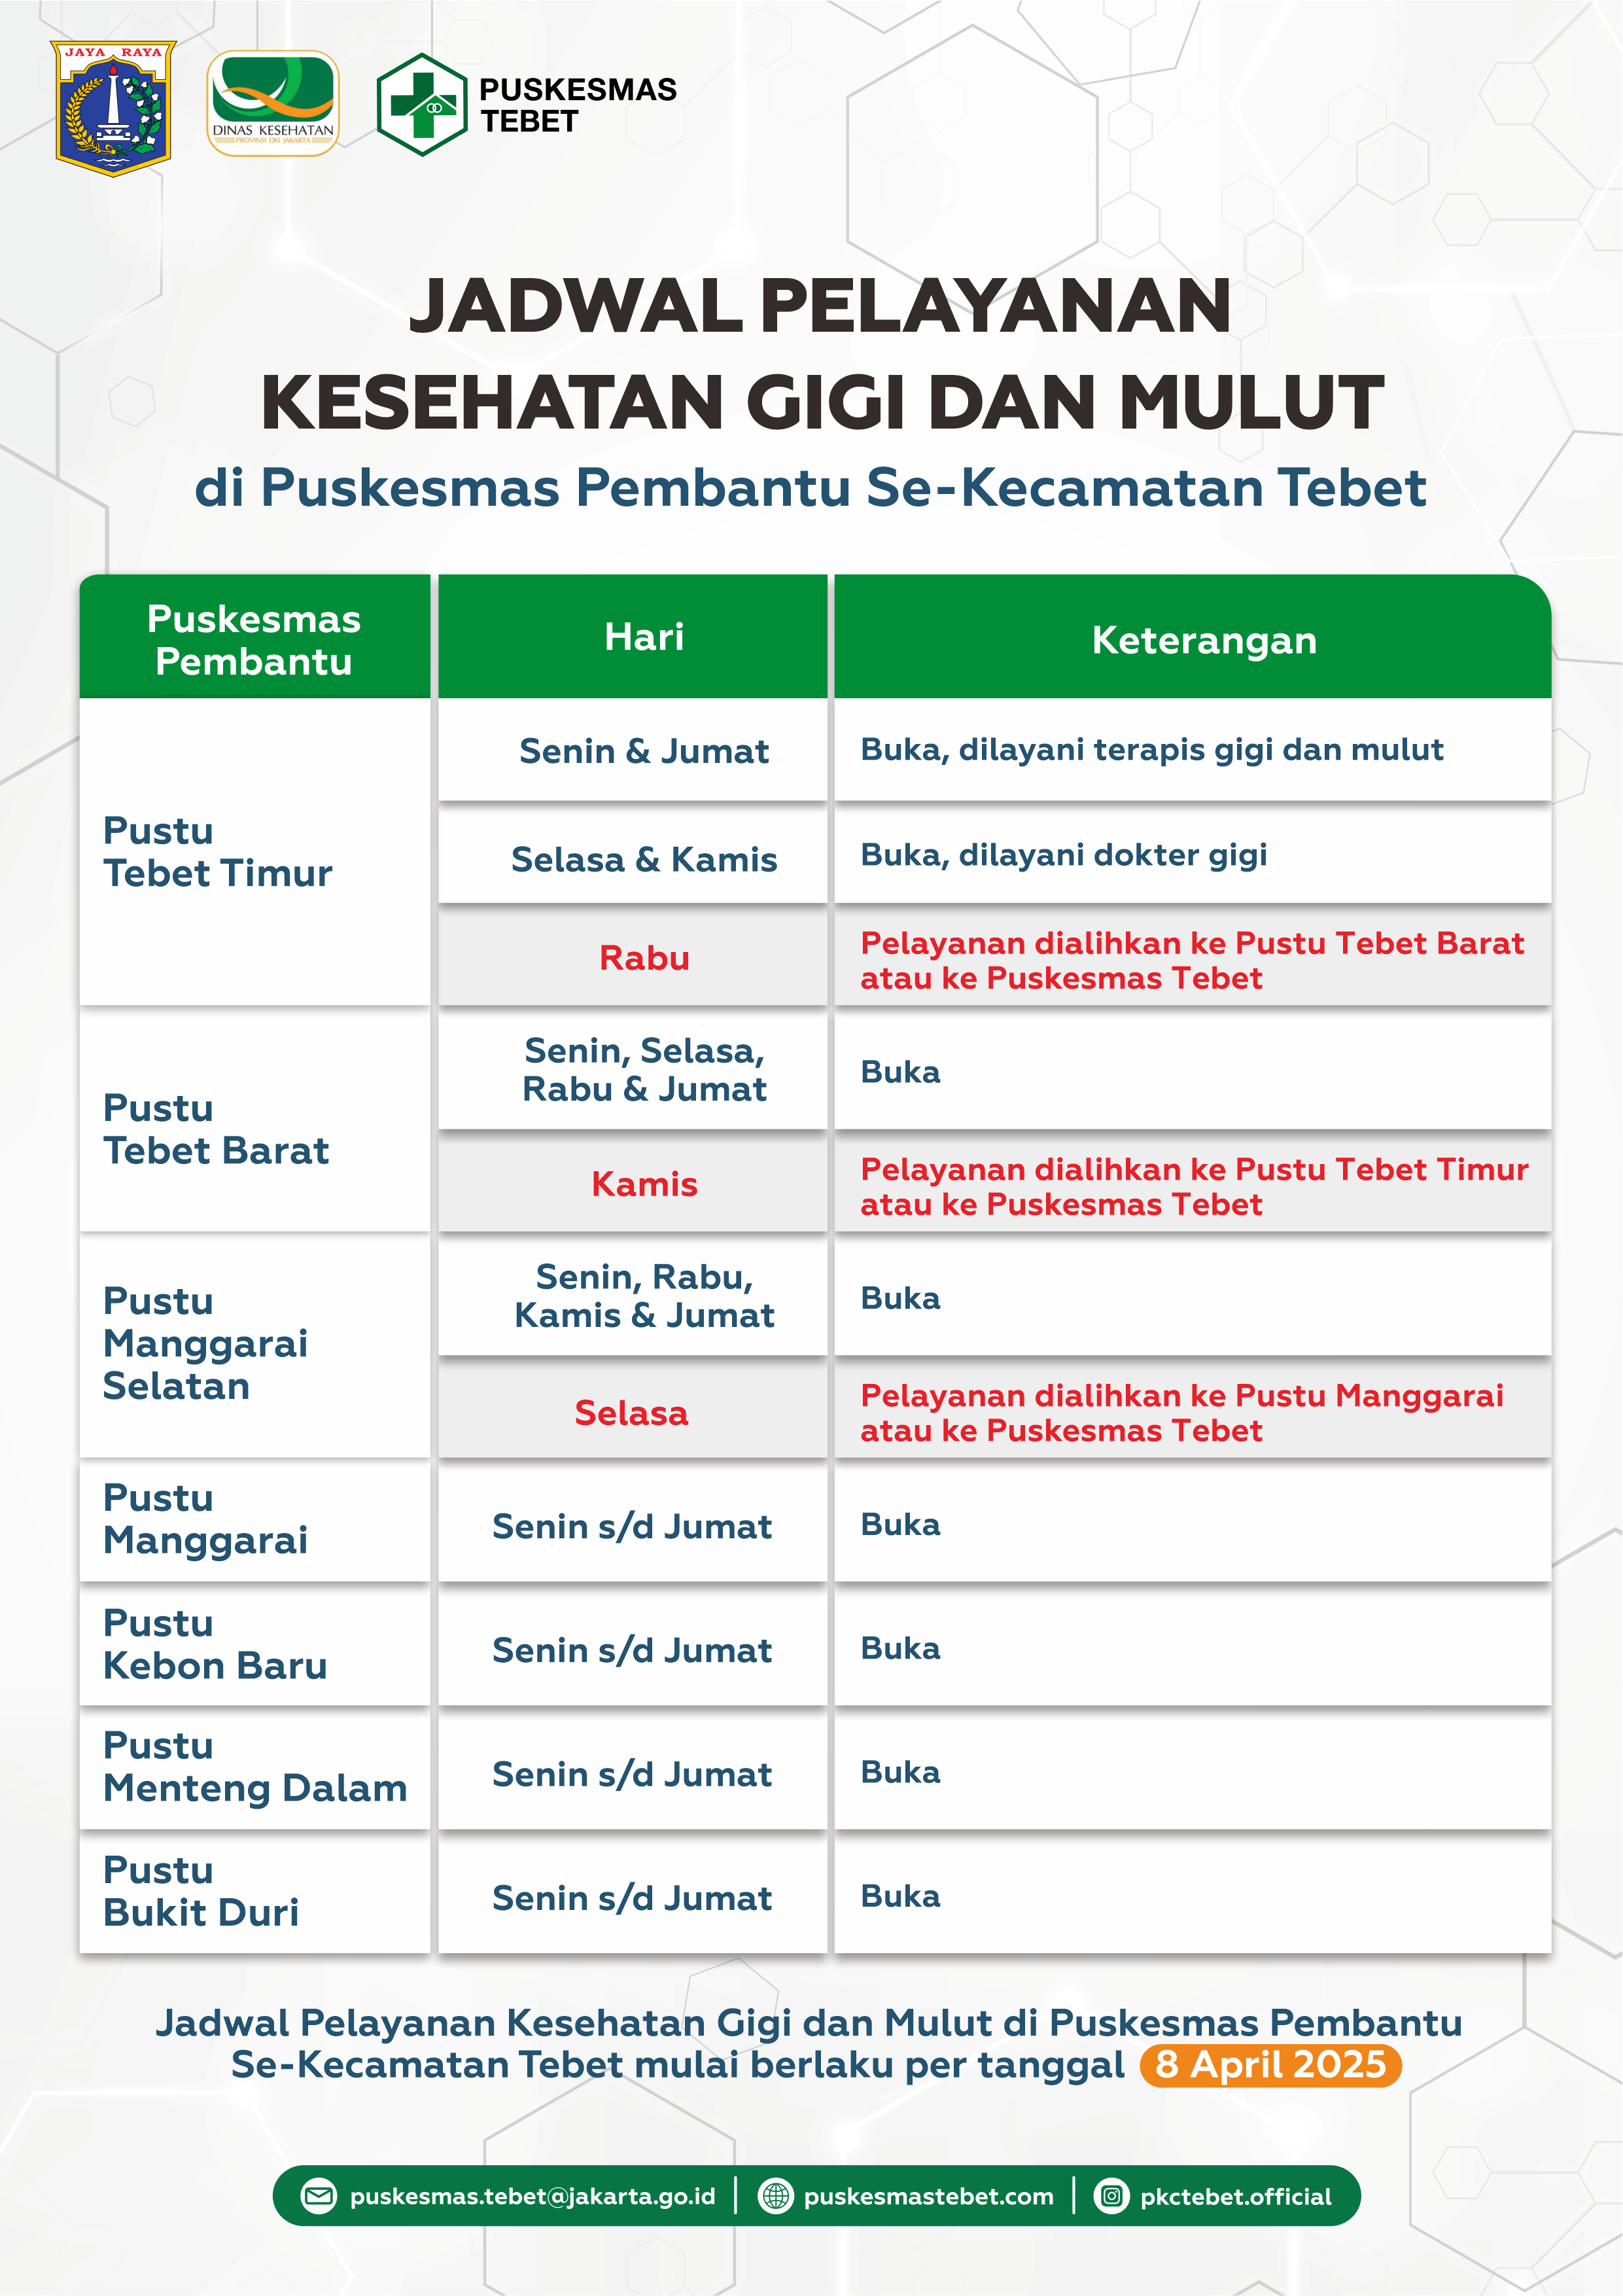 JAYA RAYA
DINAS KESEHATAN
PROVINSI DKI JAKARTA
PUSKESMAS
TEBET
JADWAL PELAYANAN
KESEHATAN GIGI DAN MULUT
di Puskesmas Pembantu Se-Kecamatan Tebet
Puskesmas
Pembantu
Hari
Keterangan
Pustu
Tebet Timur
Senin & Jumat
Buka, dilayani terapis gigi dan mulut
Selasa & Kamis
Buka, dilayani dokter gigi
Rabu
Pelayanan dialihkan ke Pustu Tebet Barat
atau ke Puskesmas Tebet
Pustu
Tebet Barat
Senin, Selasa,
Rabu & Jumat
Buka
Kamis
Pelayanan dialihkan ke Pustu Tebet Timur
atau ke Puskesmas Tebet
Pustu
Manggarai
Selatan
Senin, Rabu,
Kamis & Jumat
Buka
Selasa
Pelayanan dialihkan ke Pustu Manggarai
atau ke Puskesmas Tebet
Pustu
Manggarai
Senin s/d Jumat
Buka
Pustu
Kebon Baru
Senin s/d Jumat
Buka
Pustu
Menteng Dalam
Senin s/d Jumat
Buka
Pustu
Bukit Duri
Senin s/d Jumat
Buka
Jadwal Pelayanan Kesehatan Gigi dan Mulut di Puskesmas Pembantu
Se-Kecamatan Tebet mulai berlaku per tanggal 8 April 2025
puskesmas.tebet@jakarta.go.id | puskesmastebet.com | pkctebet.official